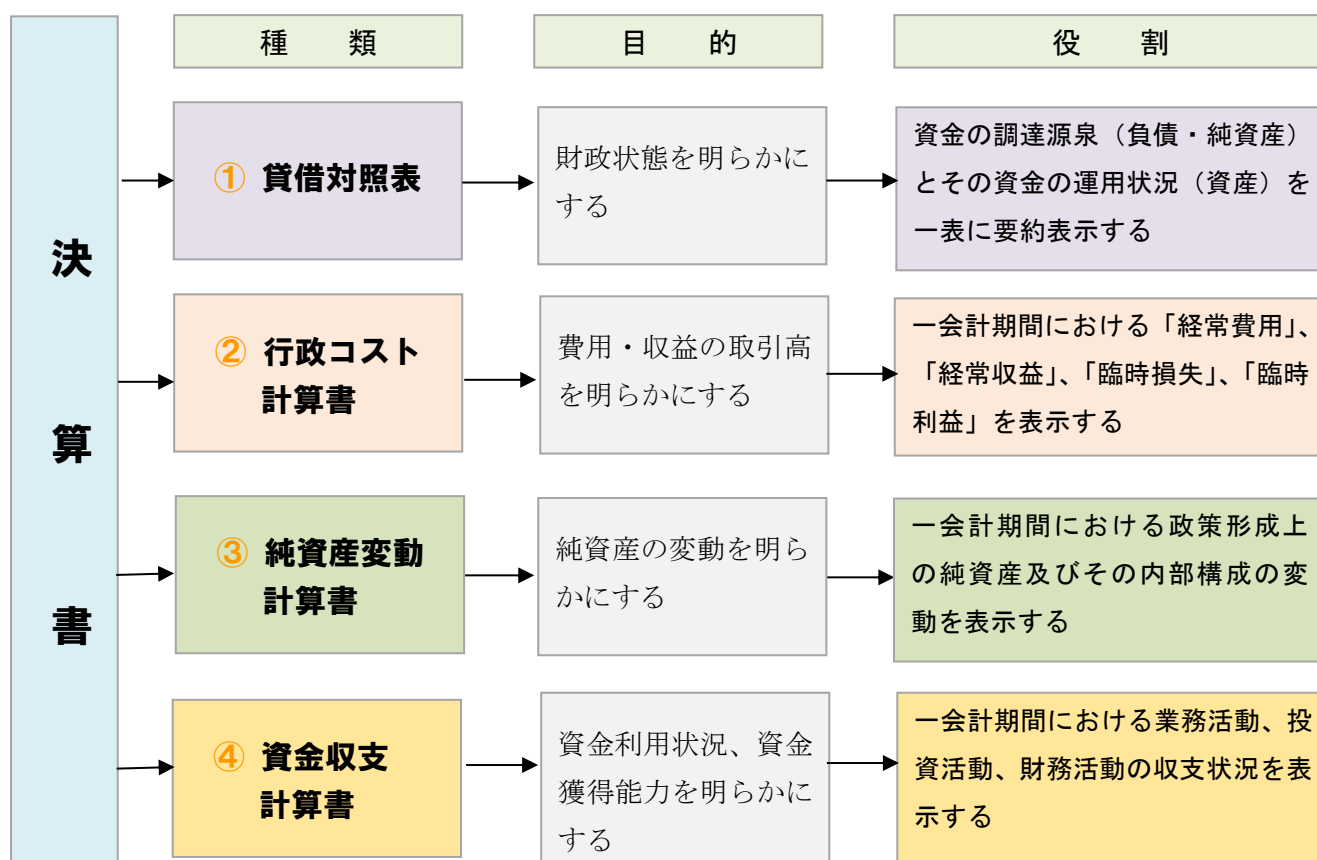 決算書
種 類
目 的
役 割
① 貸借対照表
財政状態を明らかに
する
資金の調達源泉（負債・純資産）
とその資金の運用状況（資産）を
一表に要約表示する
② 行政コスト
計算書
費用・収益の取引高
を明らかにする
一会計期間における「経常費用」、
「経常収益」、「臨時損失」、「臨時
利益」を表示する
③ 純資産変動
計算書
純資産の変動を明ら
かにする
一会計期間における政策形成上
の純資産及びその内部構成の変
動を表示する
④ 資金収支
計算書
資金利用状況、資金
獲得能力を明らかに
する
一会計期間における業務活動、投
資活動、財務活動の収支状況を表
示する